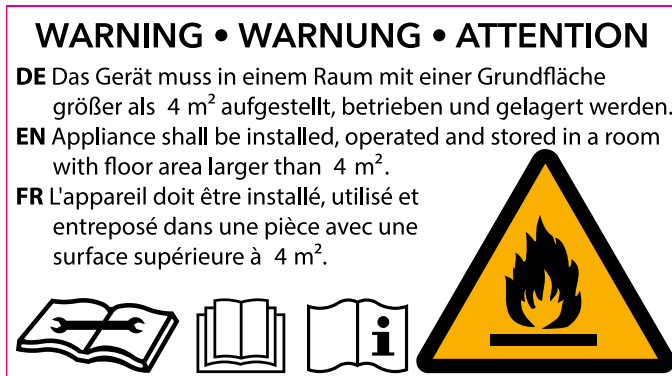 WARNING • WARNUNG • ATTENTION
DE Das Gerät muss in einem Raum mit einer Grundfläche
größer als 4 m² aufgestellt, betrieben und gelagert werden.
EN Appliance shall be installed, operated and stored in a room
with floor area larger than 4 m².
FR L'appareil doit être installé, utilisé et
entreposé dans une pièce avec une
surface supérieure à 4 m².
i